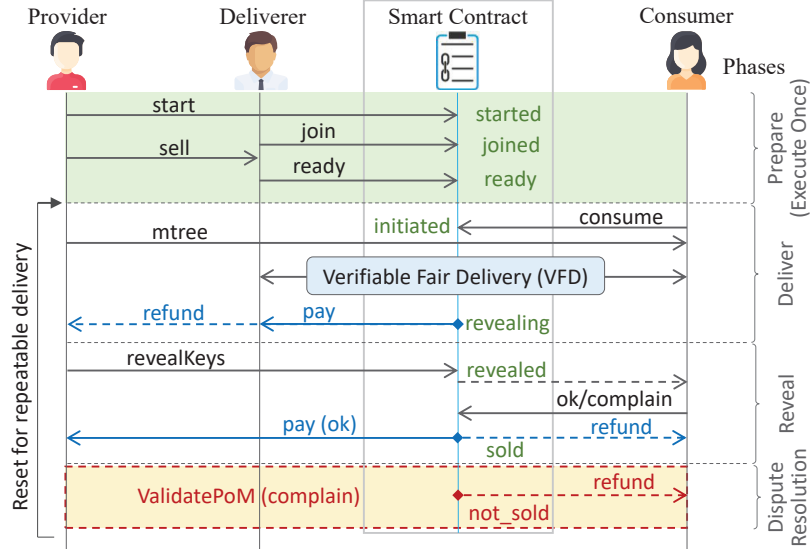 Provider
Deliverer
Smart Contract
Consumer
Phases
start
started
join
joined
sell
ready
ready
Prepare
(Execute Once)
consume
initiated
mtree
Verifiable Fair Delivery (VFD)
refund
pay
revealing
Deliver
revealKeys
revealed
ok/complain
pay (ok)
refund
sold
Reveal
refund
ValidatePoM (complain)
not_sold
Dispute
Resolution
Reset for repeatable delivery